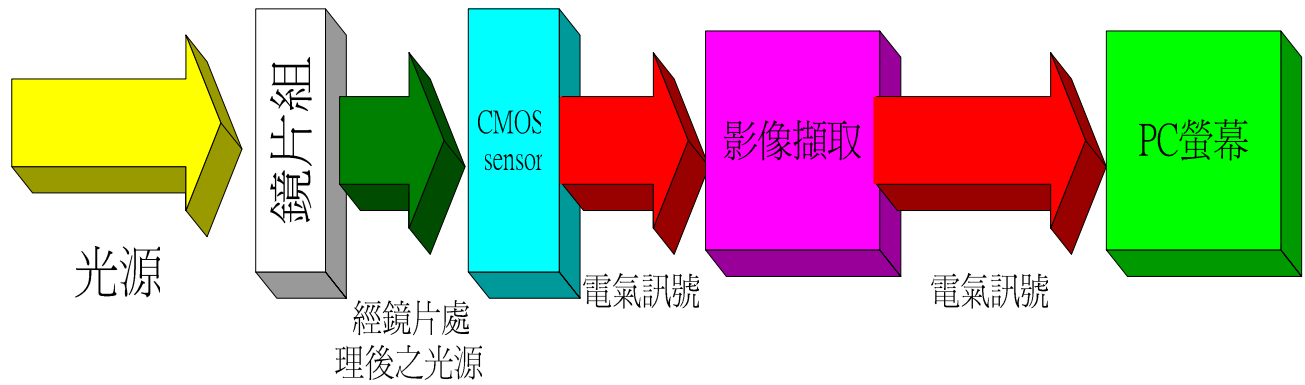 光源
鏡片組
經鏡片處
理後之光源
CMOS
sensor
電氣訊號
影像擷取
電氣訊號
PC螢幕